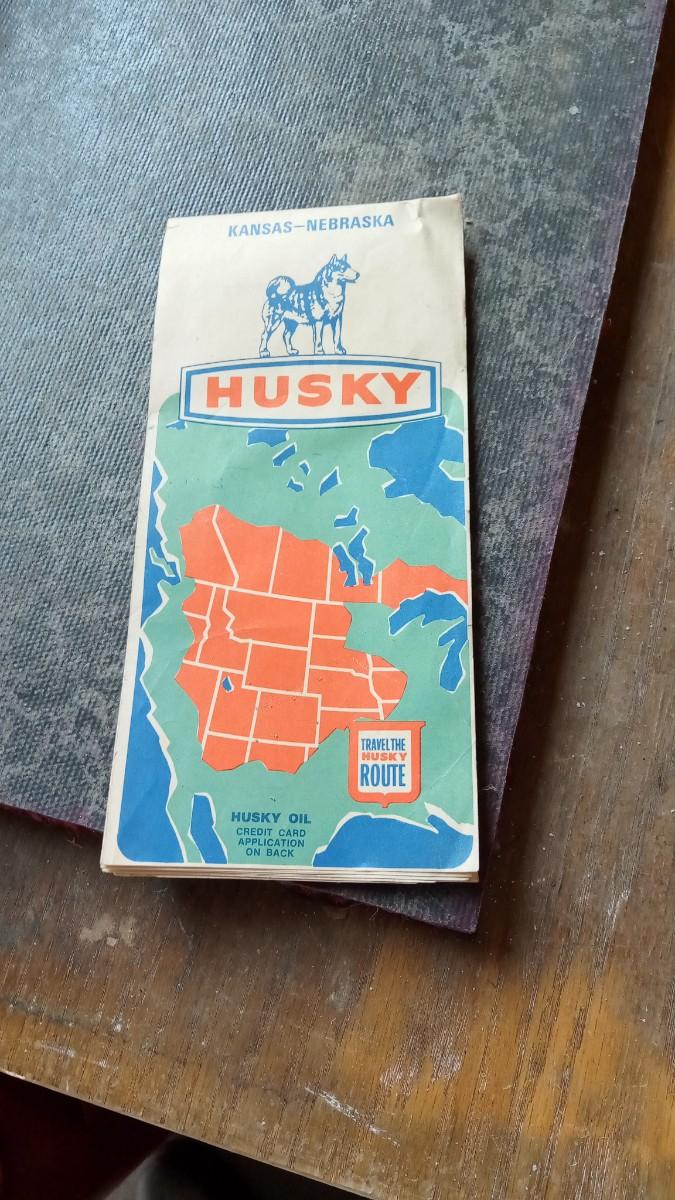 KANSAS–NEBRASKA
HUSKY
TRAVEL THE
HUSKY
ROUTE
HUSKY OIL
CREDIT CARD
APPLICATION
ON BACK